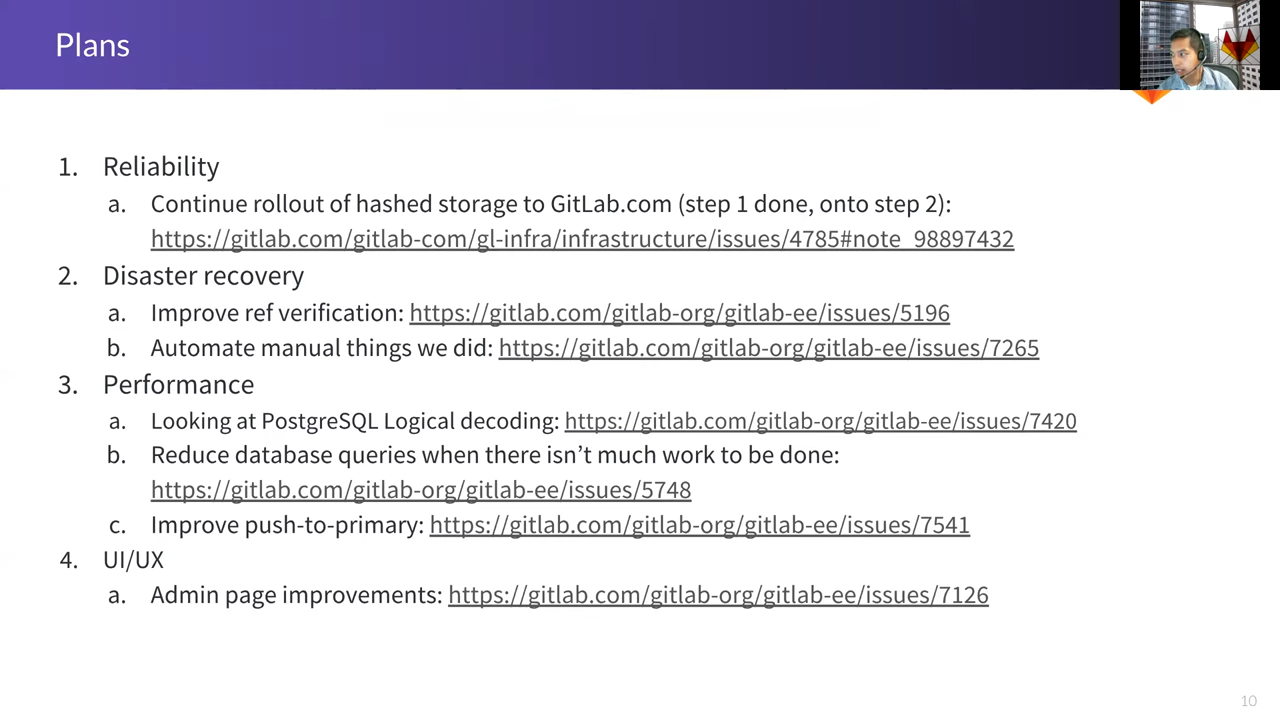 Plans
1. Reliability
a. Continue rollout of hashed storage to GitLab.com (step 1 done, onto step 2):
https://gitlab.com/gitlab-com/gl-infra/infrastructure/issues/4785#note_98897432
2. Disaster recovery
a. Improve ref verification: https://gitlab.com/gitlab-org/gitlab-ee/issues/5196
b. Automate manual things we did: https://gitlab.com/gitlab-org/gitlab-ee/issues/7265
3. Performance
a. Looking at PostgreSQL Logical decoding: https://gitlab.com/gitlab-org/gitlab-ee/issues/7420
b. Reduce database queries when there isn’t much work to be done:
https://gitlab.com/gitlab-org/gitlab-ee/issues/5748
c. Improve push-to-primary: https://gitlab.com/gitlab-org/gitlab-ee/issues/7541
4. UI/UX
a. Admin page improvements: https://gitlab.com/gitlab-org/gitlab-ee/issues/7126
10